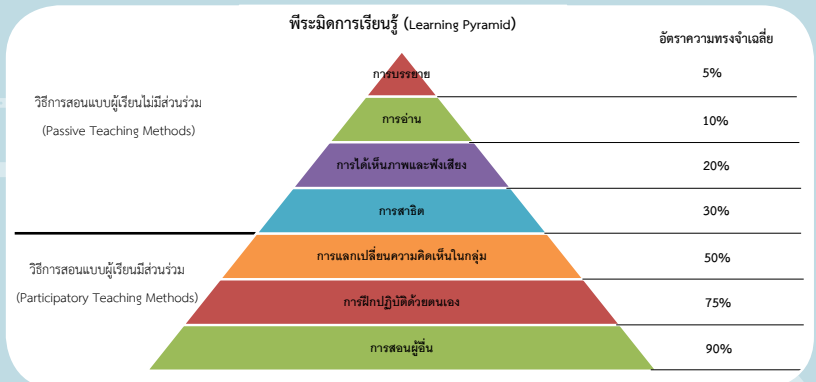 พีระมิดการเรียนรู้ (Learning Pyramid)
อัตราความทรงจำเฉลี่ย
การบรรยาย 5%
วิธีการสอนแบบผู้เรียนไม่มีส่วนร่วม
(Passive Teaching Methods)
การอ่าน 10%
การได้เห็นภาพและฟังเสียง 20%
การสาธิต 30%
การแลกเปลี่ยนความคิดเห็นในกลุ่ม 50%
วิธีการสอนแบบผู้เรียนมีส่วนร่วม
(Participatory Teaching Methods)
การฝึกปฏิบัติด้วยตนเอง 75%
การสอนผู้อื่น 90%